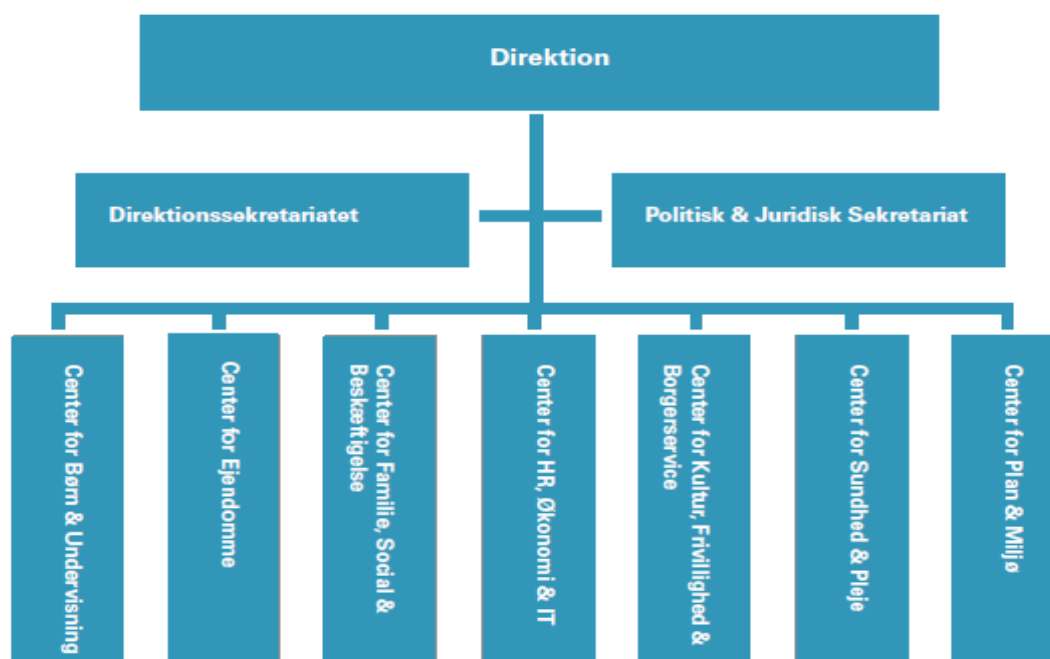 Direktion
Direktionssekretariatet
Politisk & Juridisk Sekretariat
Center for Børn & Undervisning
Center for Ejendomme
Center for Familie, Social &
Beskæftigelse
Center for HR, Økonomi & IT
Center for Kultur, Frivillighed &
Borgerservice
Center for Sundhed & Pleje
Center for Plan & Miljø